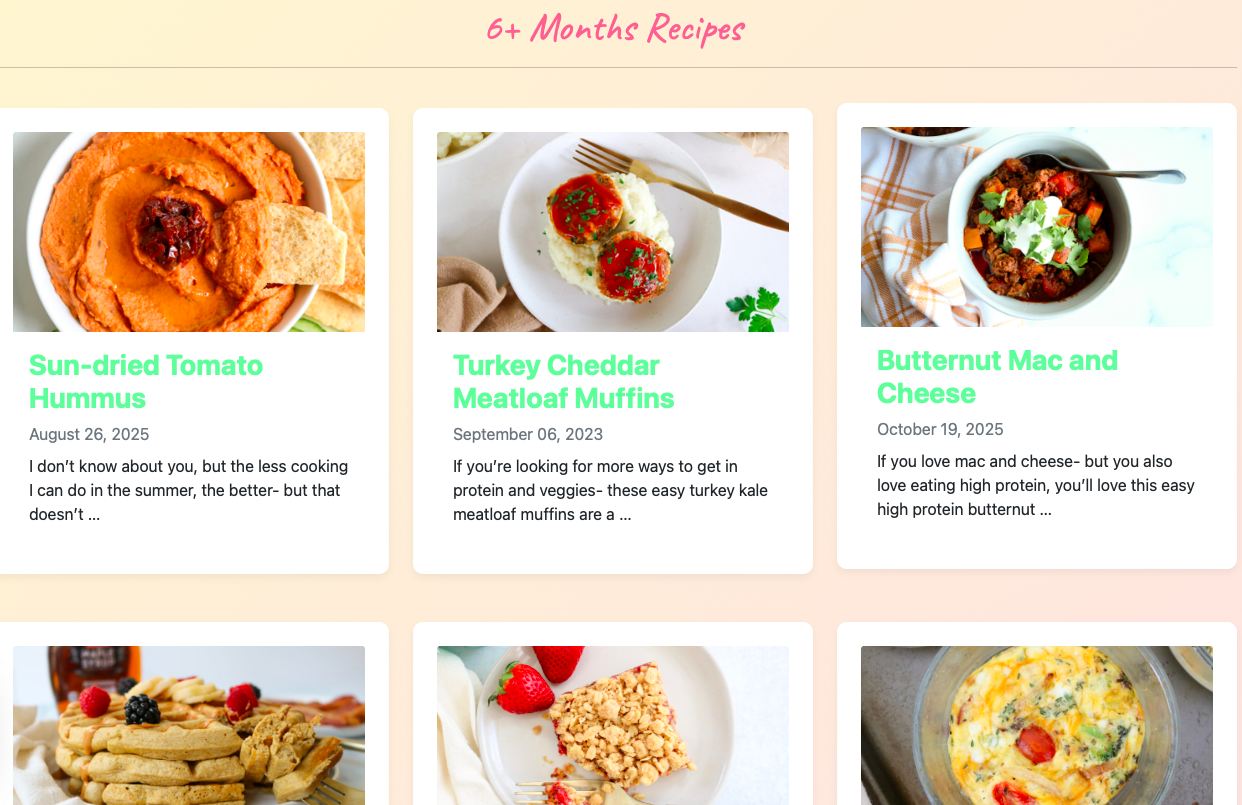 6+ Months Recipes
Sun-dried Tomato
Hummus
August 26, 2025
I don’t know about you, but the less cooking
I can do in the summer, the better- but that
doesn’t ...
Turkey Cheddar
Meatloaf Muffins
September 06, 2023
If you’re looking for more ways to get in
protein and veggies- these easy turkey kale
meatloaf muffins are a ...
Butternut Mac and
Cheese
October 19, 2025
If you love mac and cheese- but you also
love eating high protein, you’ll love this easy
high protein butternut ...
SYRUP